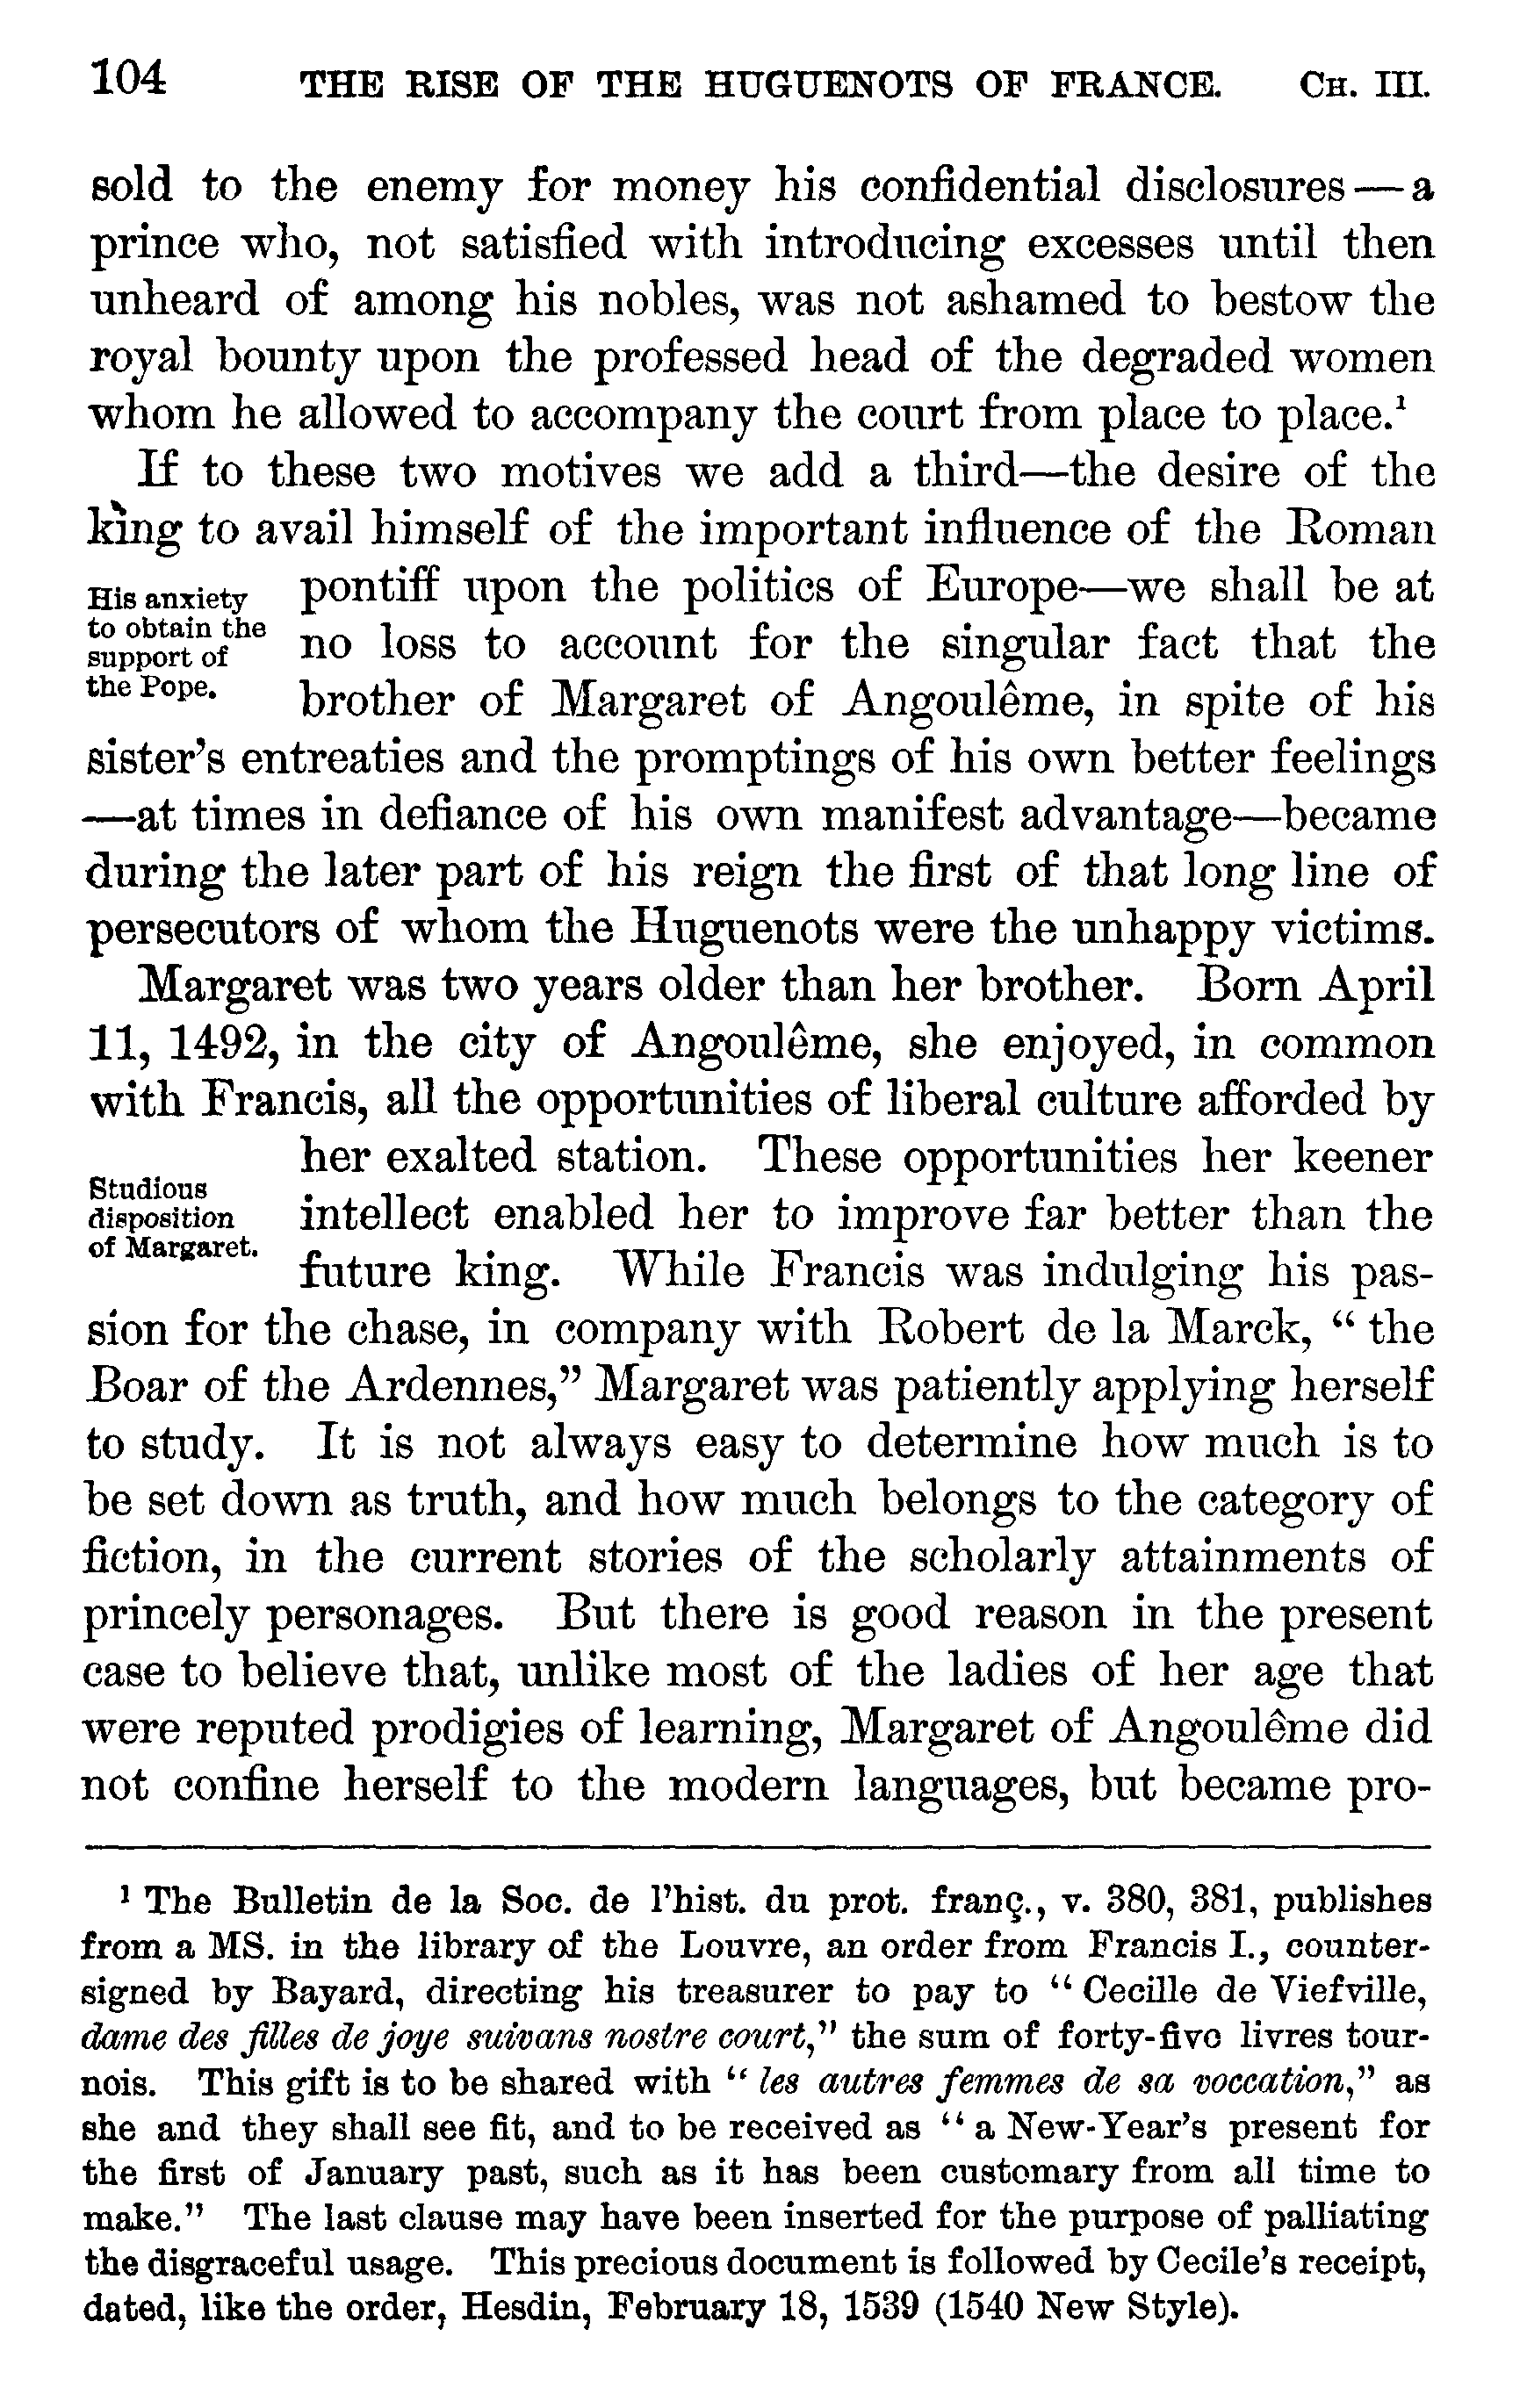 104 THE RISE OF THE HUGUENOTS OF FRANCE. CH. III.
sold to the enemy for money his confidential disclosures—a
prince who, not satisfied with introducing excesses until then
unheard of among his nobles, was not ashamed to bestow the
royal bounty upon the professed head of the degraded women
whom he allowed to accompany the court from place to place.¹
If to these two motives we add a third—the desire of the
king to avail himself of the important influence of the Roman
His anxiety
to obtain the
support of
the Pope.
pontiff upon the politics of Europe—we shall be at
no loss to account for the singular fact that the
brother of Margaret of Angoulême, in spite of his
sister's entreaties and the promptings of his own better feelings
—at times in defiance of his own manifest advantage—became
during the later part of his reign the first of that long line of
persecutors of whom the Huguenots were the unhappy victims.
Margaret was two years older than her brother. Born April
11, 1492, in the city of Angoulême, she enjoyed, in common
with Francis, all the opportunities of liberal culture afforded by
Studious
disposition
of Margaret.
her exalted station. These opportunities her keener
intellect enabled her to improve far better than the
future king. While Francis was indulging his pas-
sion for the chase, in company with Robert de la Marck, "the
Boar of the Ardennes," Margaret was patiently applying herself
to study. It is not always easy to determine how much is to
be set down as truth, and how much belongs to the category of
fiction, in the current stories of the scholarly attainments of
princely personages. But there is good reason in the present
case to believe that, unlike most of the ladies of her age that
were reputed prodigies of learning, Margaret of Angoulême did
not confine herself to the modern languages, but became pro-
¹ The Bulletin de la Soc. de l'hist. du prot. franç., v. 380, 381, publishes
from a MS. in the library of the Louvre, an order from Francis I., counter-
signed by Bayard, directing his treasurer to pay to "Cecille de Viefville,
dame des filles de joye suivans nostre court," the sum of forty-five livres tour-
nois. This gift is to be shared with "les autres femmes de sa voccation," as
she and they shall see fit, and to be received as "a New-Year's present for
the first of January past, such as it has been customary from all time to
make." The last clause may have been inserted for the purpose of palliating
the disgraceful usage. This precious document is followed by Cecile's receipt,
dated, like the order, Hesdin, February 18, 1539 (1540 New Style).